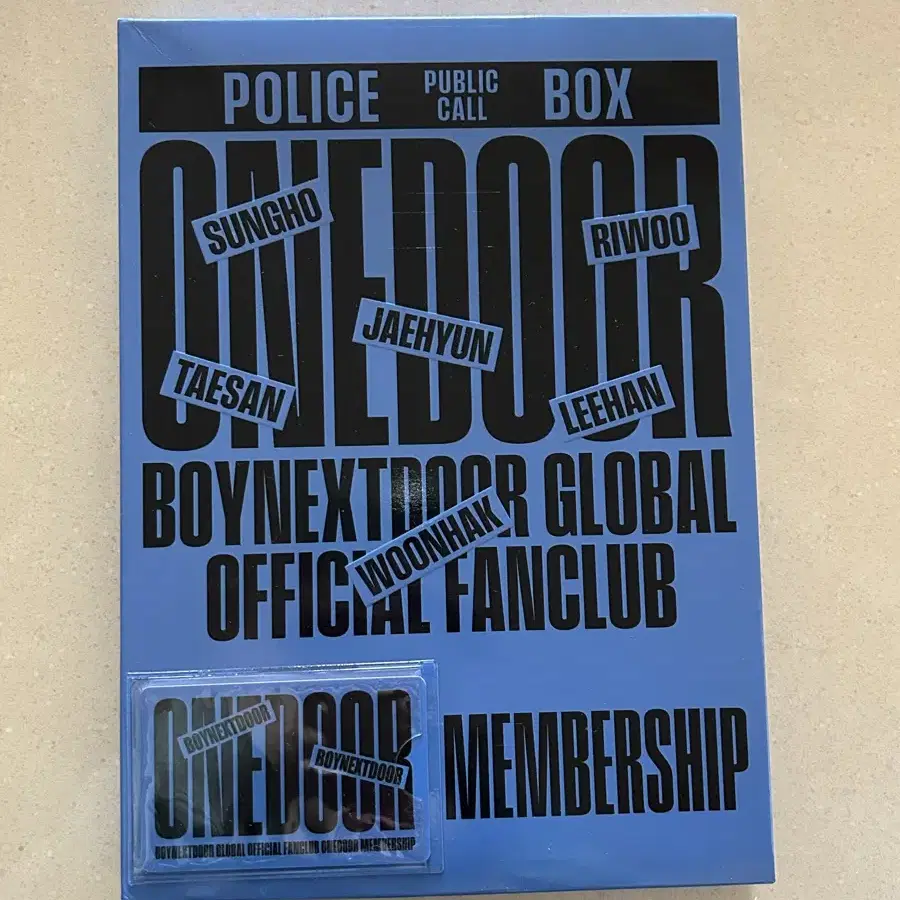 POLICE PUBLIC CALL BOX
ONEDOOR
SUNGHO
RIWOO
JAEHYUN
TAESAN
LEEHAN
BOYNEXTDOOR GLOBAL
WOONHAK
OFFICIAL FANCLUB
MEMBERSHIP
ONEDOOR
BOYNEXTDOOR
BOYNEXTDOOR
BOYNEXTDOOR GLOBAL OFFICIAL FANCLUB ONEDOOR MEMBERSHIP